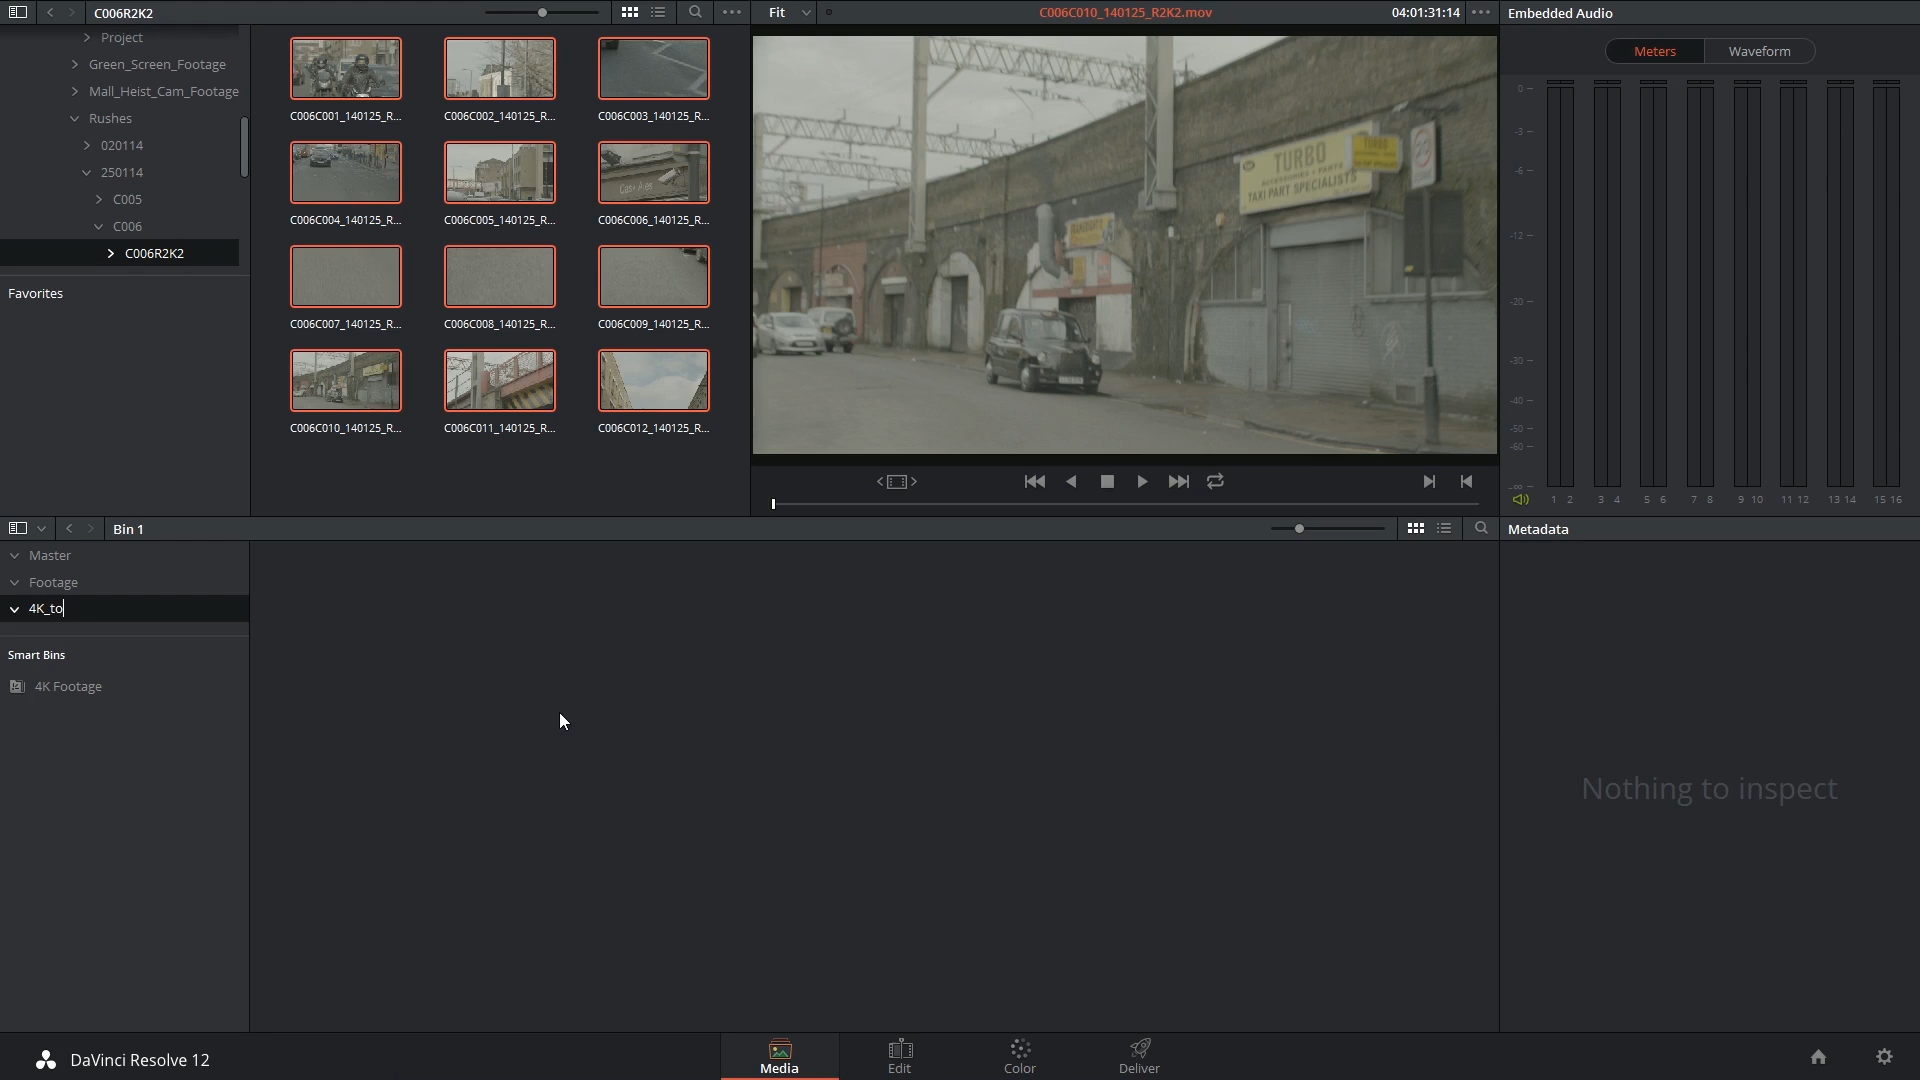 C006R2K2
Fit
C006C010_140125_R2K2.mov
04:01:31:14
Embedded Audio
Project
Green_Screen_Footage
Mall_Heist_Cam_Footage
Rushes
020114
250114
C005
C006
C006R2K2
Favorites
C006C001_140125_R...
C006C002_140125_R...
C006C003_140125_R...
C006C004_140125_R...
C006C005_140125_R...
C006C006_140125_R...
C006C007_140125_R...
C006C008_140125_R...
C006C009_140125_R...
C006C010_140125_R...
C006C011_140125_R...
C006C012_140125_R...
TURBO
ACCESSORIES + PARTS
TAXI PART SPECIALISTS
TURBO
20
Meters
Waveform
0
-3
-6
-12
-20
-30
-40
-50
-60
-∞
1 2 3 4 5 6 7 8 9 10 11 12 13 14 15 16
Bin 1
Metadata
Master
Footage
4K_to
Smart Bins
4K Footage
Nothing to inspect
DaVinci Resolve 12
Media
Edit
Color
Deliver